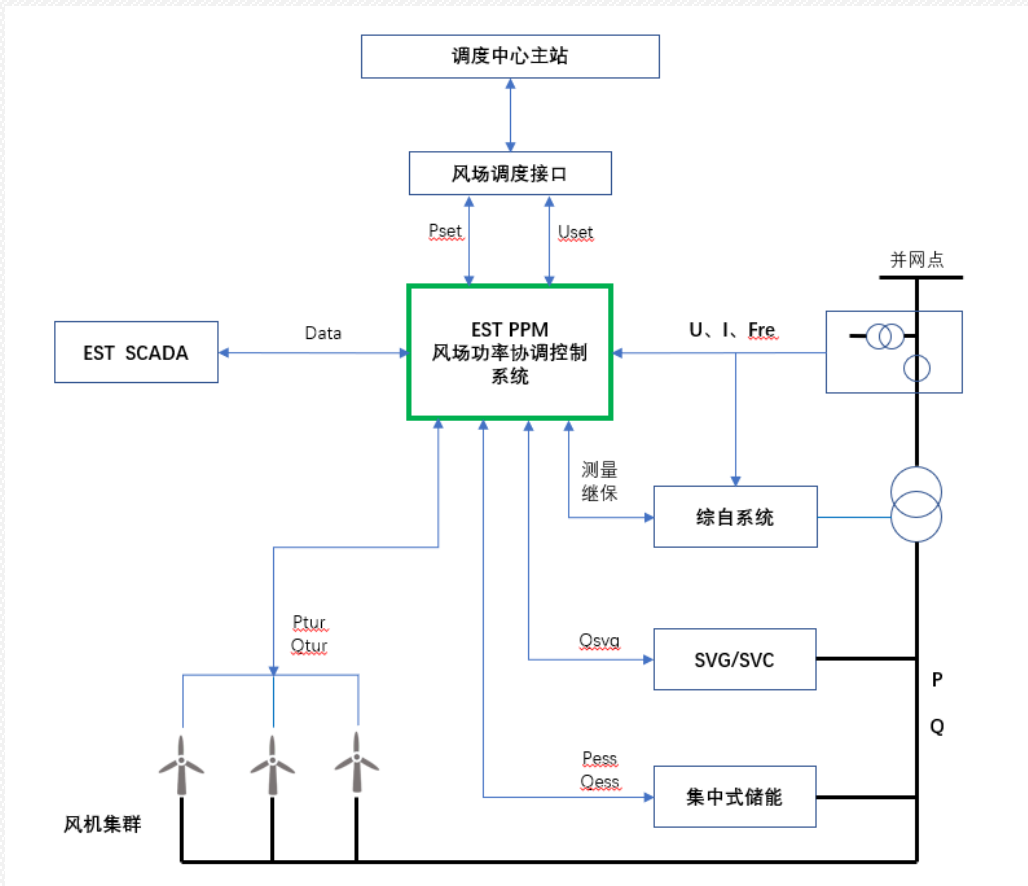 调度中心主站
风场调度接口
Pset
Uset
并网点
EST SCADA
Data
EST PPM
风场功率协调控制
系统
U、I、Fre
测量
继保
综自系统
Ptur
Qtur
Qsvg
SVG/SVC
P
Q
Pess
Qess
集中式储能
风机集群